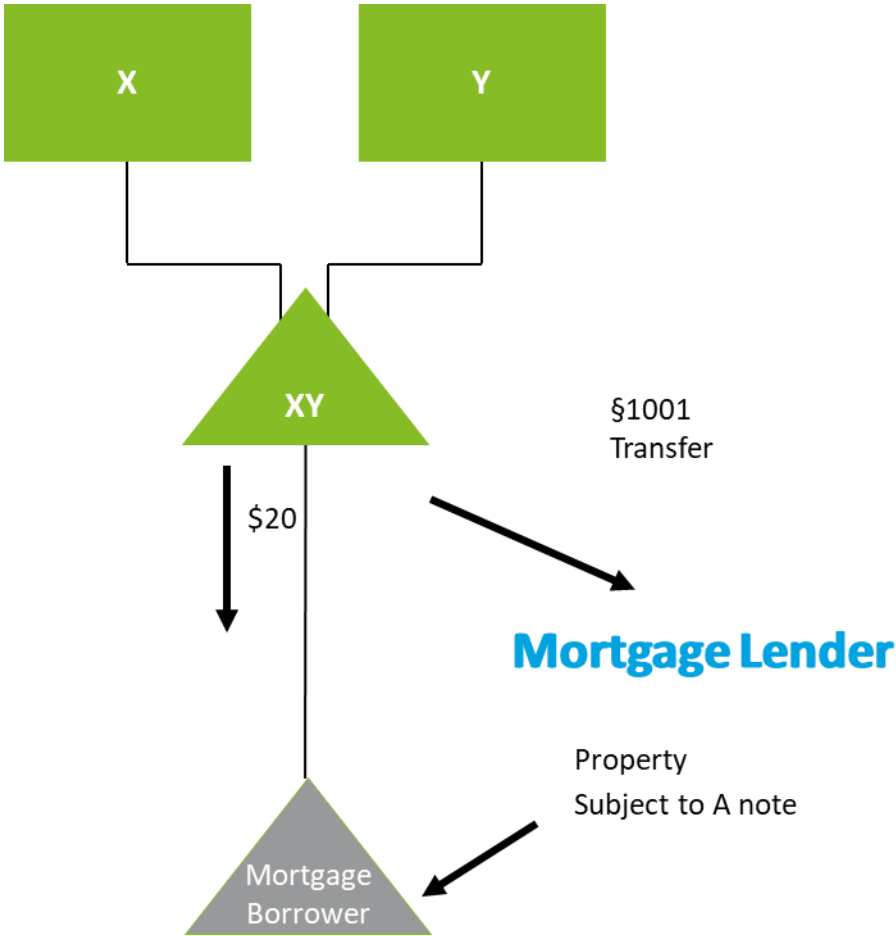 X
Y
XY
§1001
Transfer
$20
Mortgage Lender
Property
Subject to A note
Mortgage
Borrower